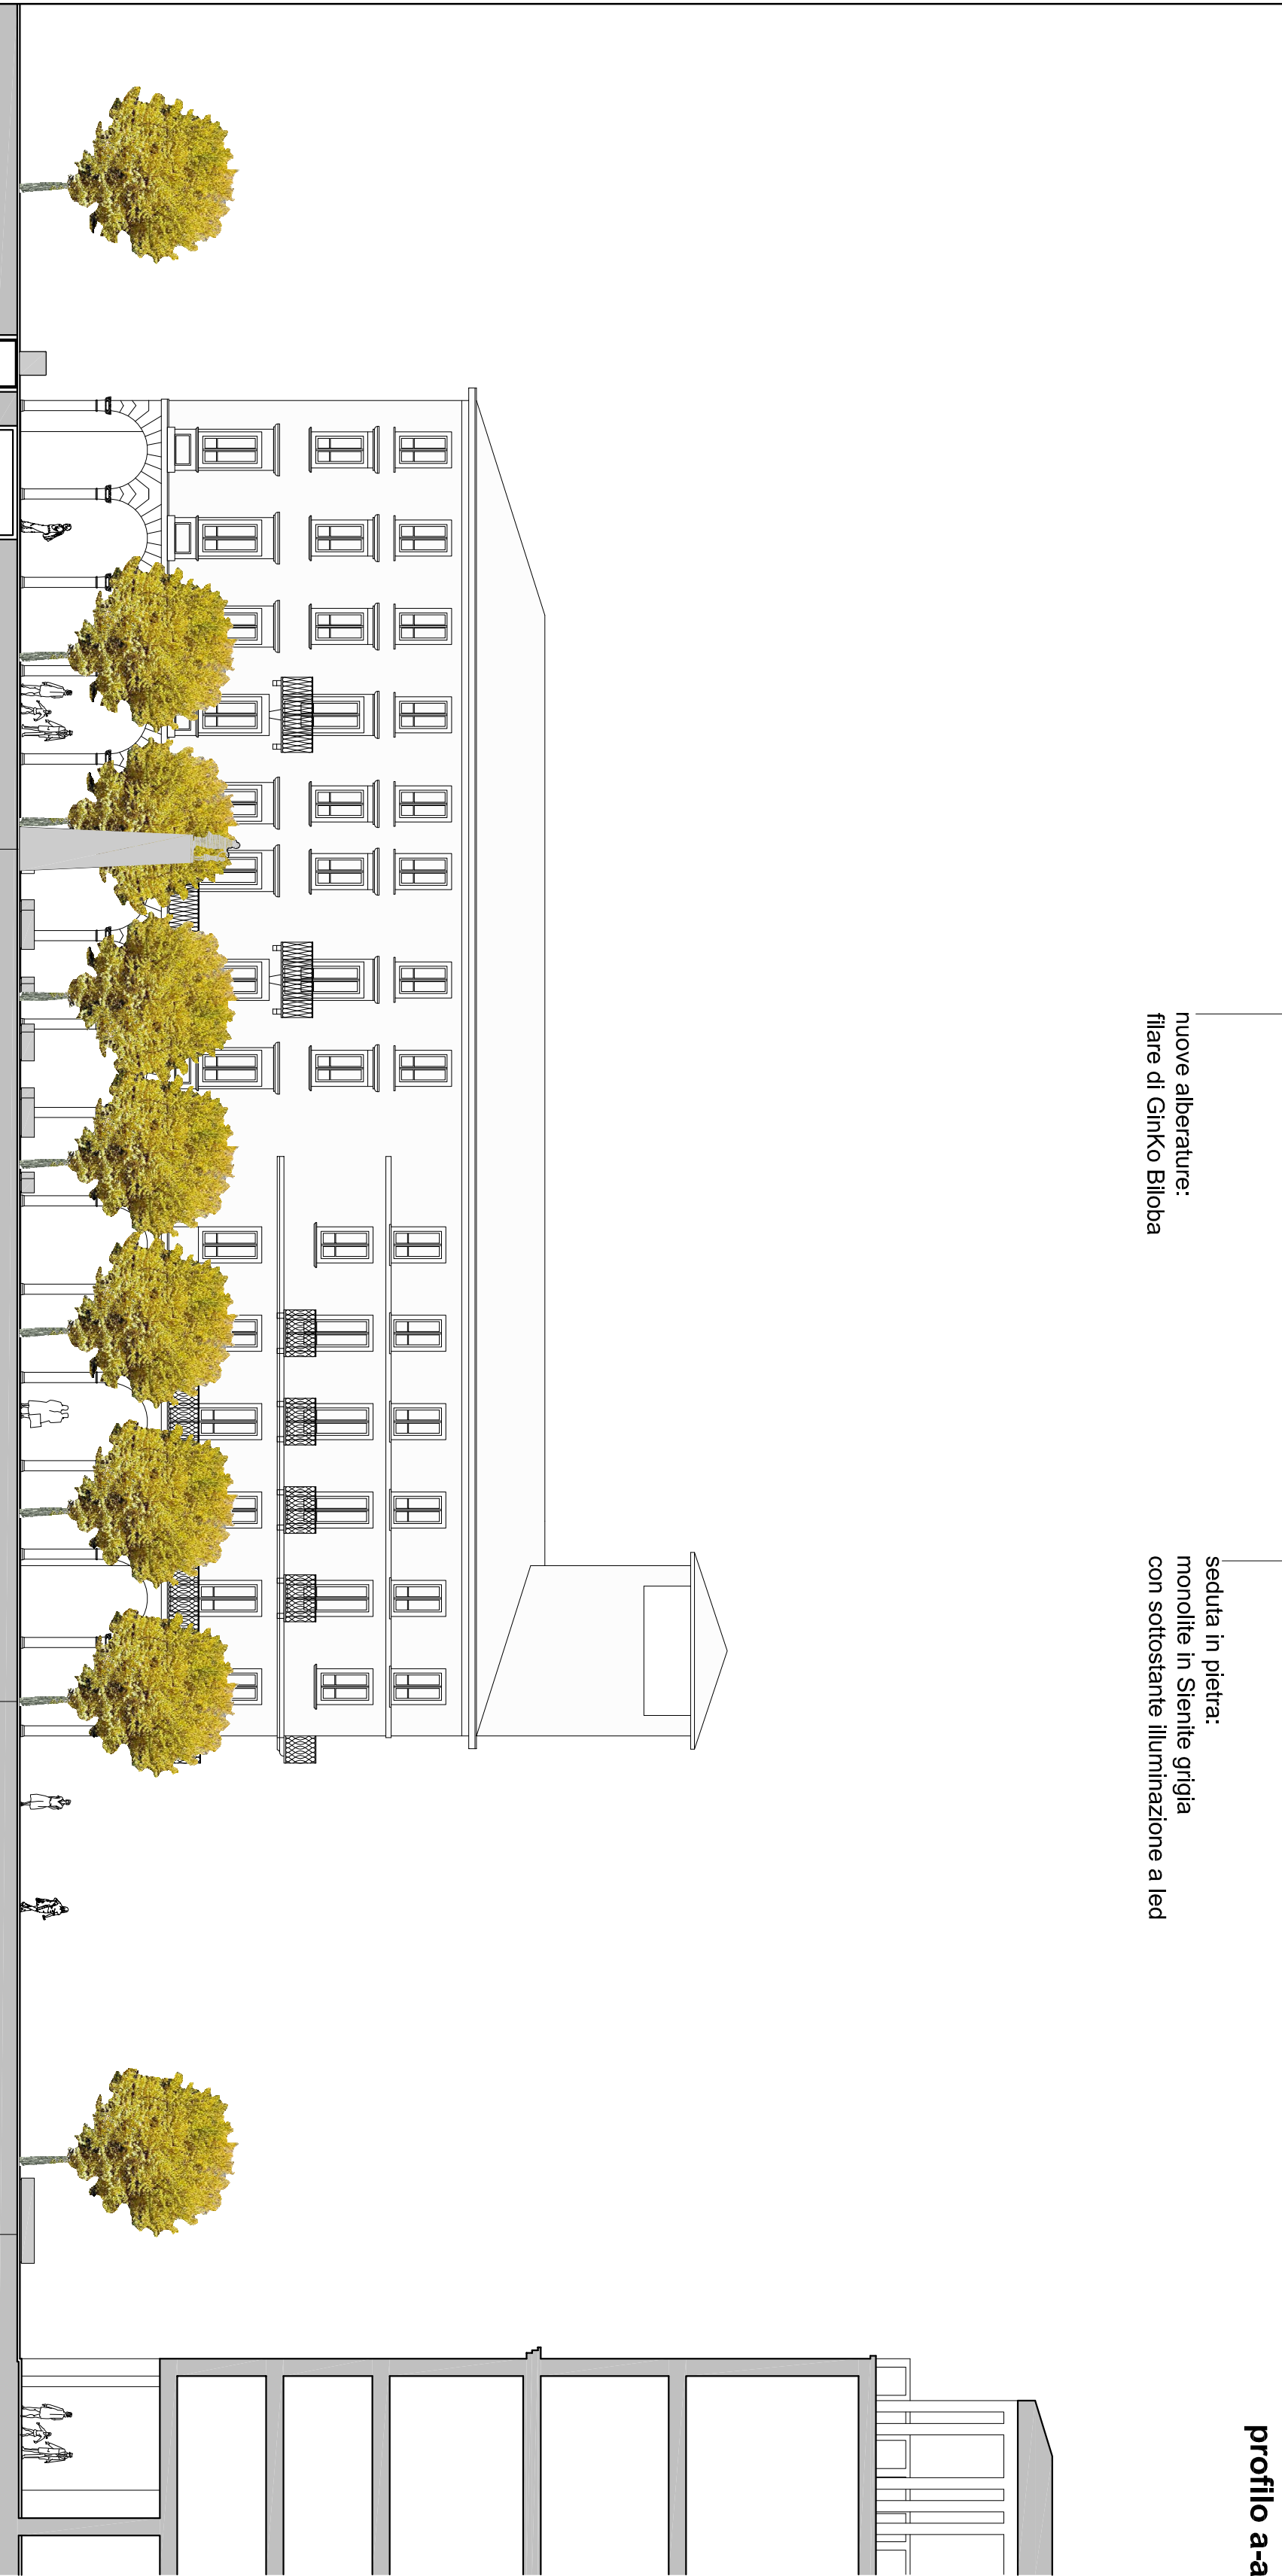 profilo a-a
nuove alberature:
filare di GinKo Biloba
seduta in pietra:
monolite in Sienite grigia
con sottostante illuminazione a led